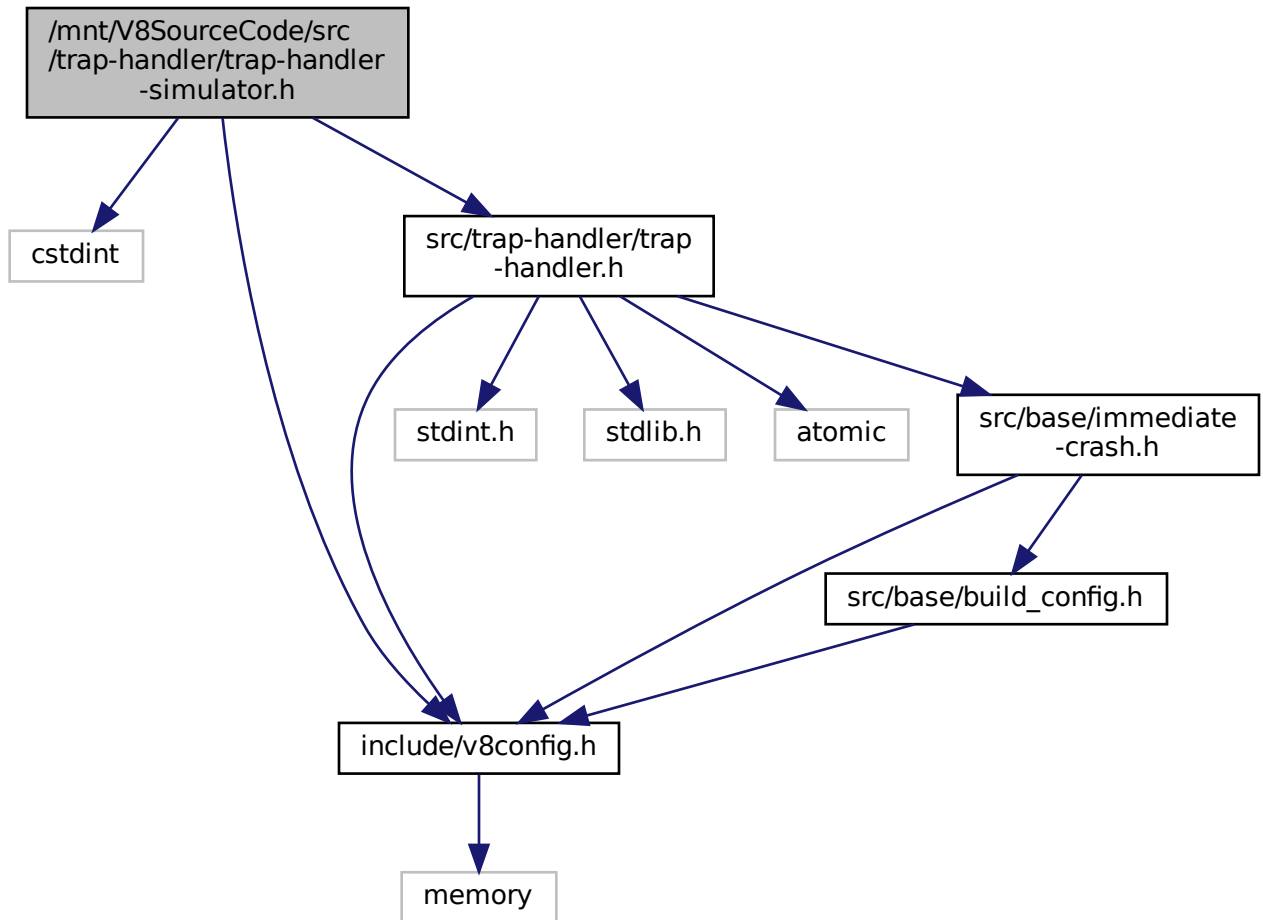 /mnt/V8SourceCode/src
/trap-handler/trap-handler
-simulator.h
cstdint
src/trap-handler/trap
-handler.h
stdint.h
stdlib.h
atomic
src/base/immediate
-crash.h
src/base/build_config.h
include/v8config.h
memory